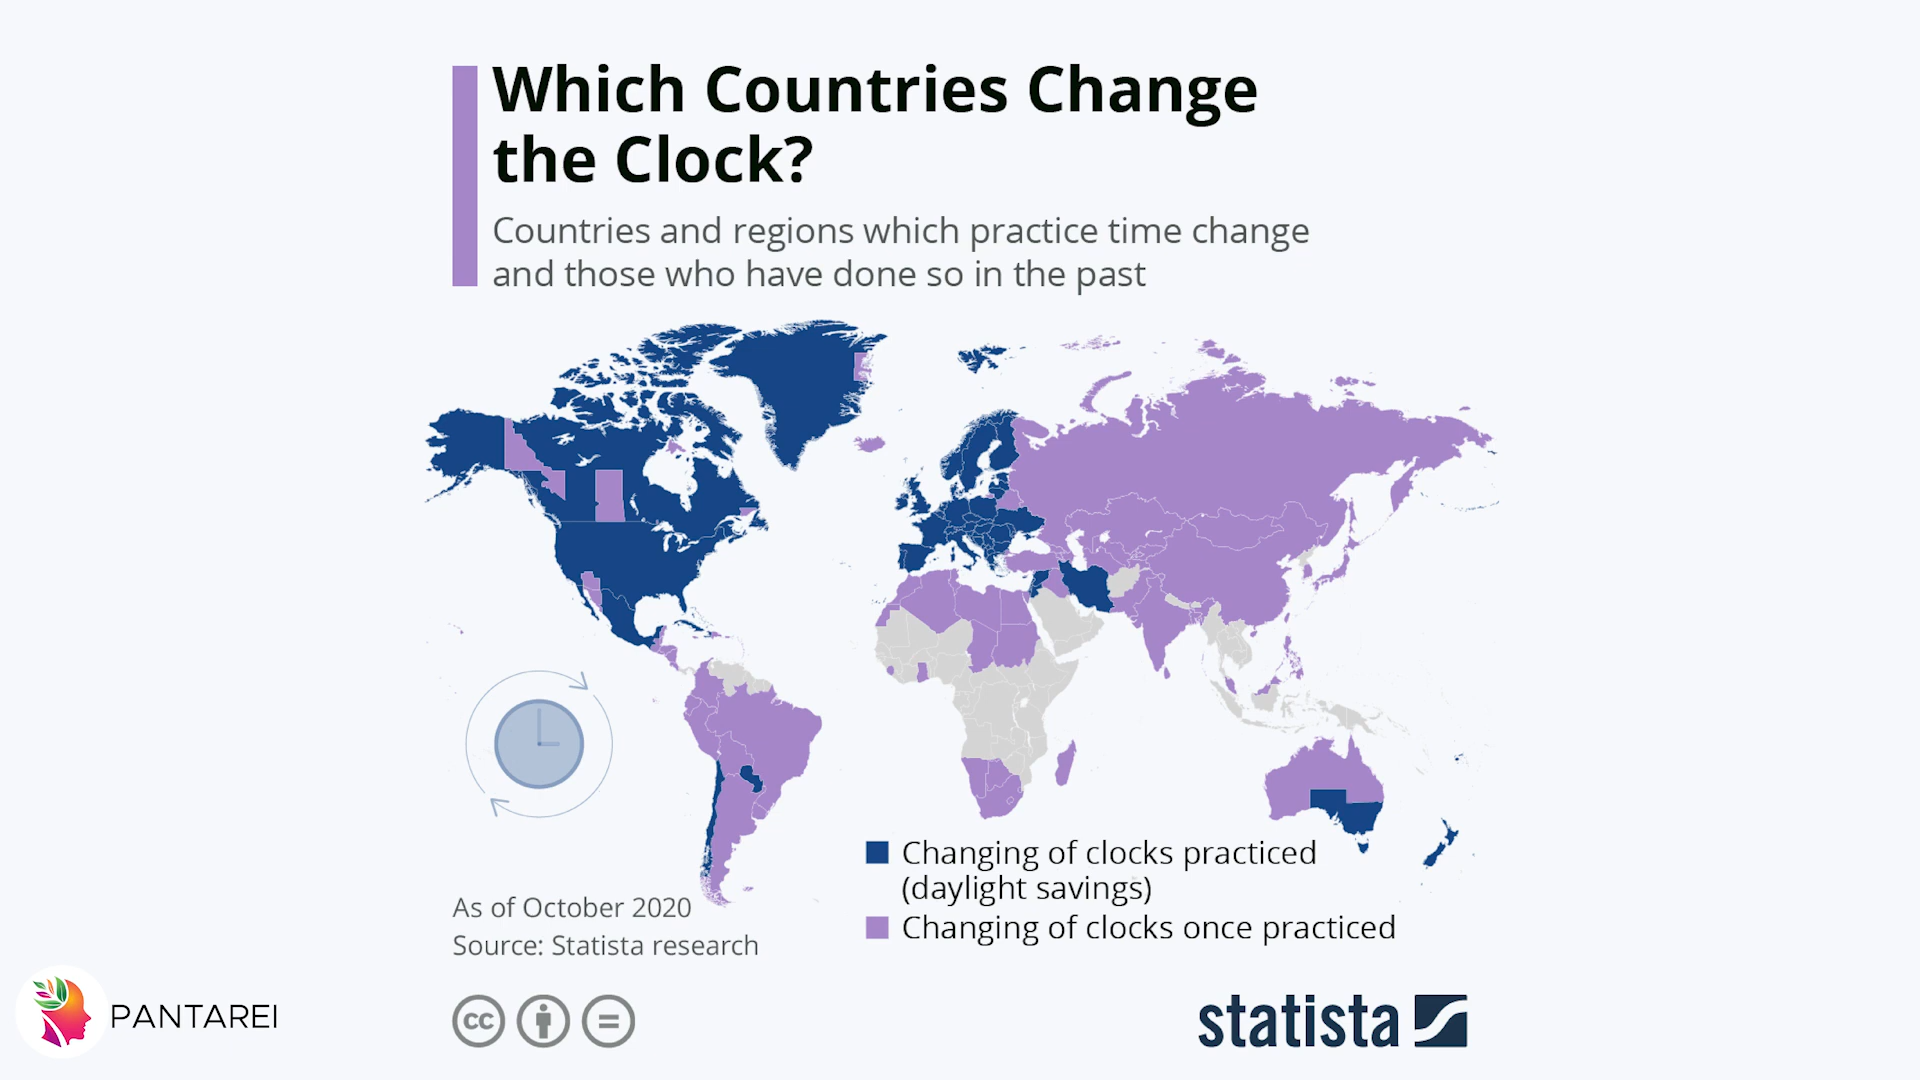 Which Countries Change
the Clock?
Countries and regions which practice time change
and those who have done so in the past
Changing of clocks practiced
(daylight savings)
Changing of clocks once practiced
As of October 2020
Source: Statista research
PANTAREI
cc
statista